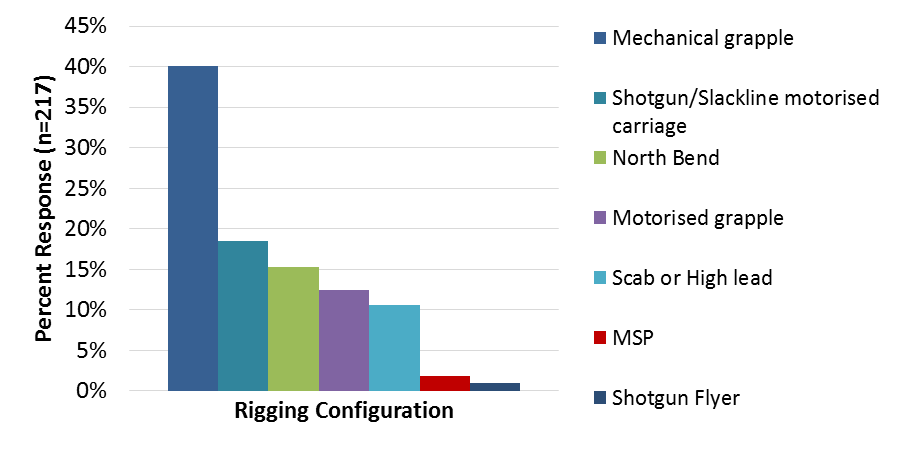 45%
40%
35%
30%
25%
20%
15%
10%
5%
0%
Percent Response (n=217)
Rigging Configuration
Mechanical grapple
Shotgun/Slackline motorised
carriage
North Bend
Motorised grapple
Scab or High lead
MSP
Shotgun Flyer